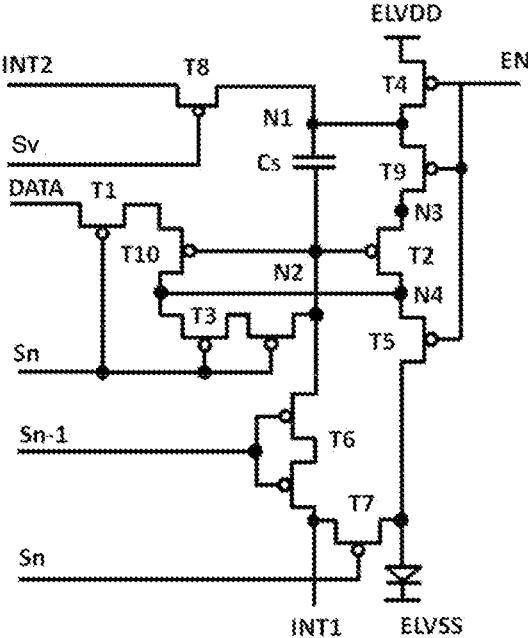 ELVDD
EN
INT2
T8
T4
N1
Sv
Cs
T9
DATA
T1
N3
T10
T2
N2
N4
T3
T5
Sn
Sn-1
T6
T7
Sn
INT1
ELVSS